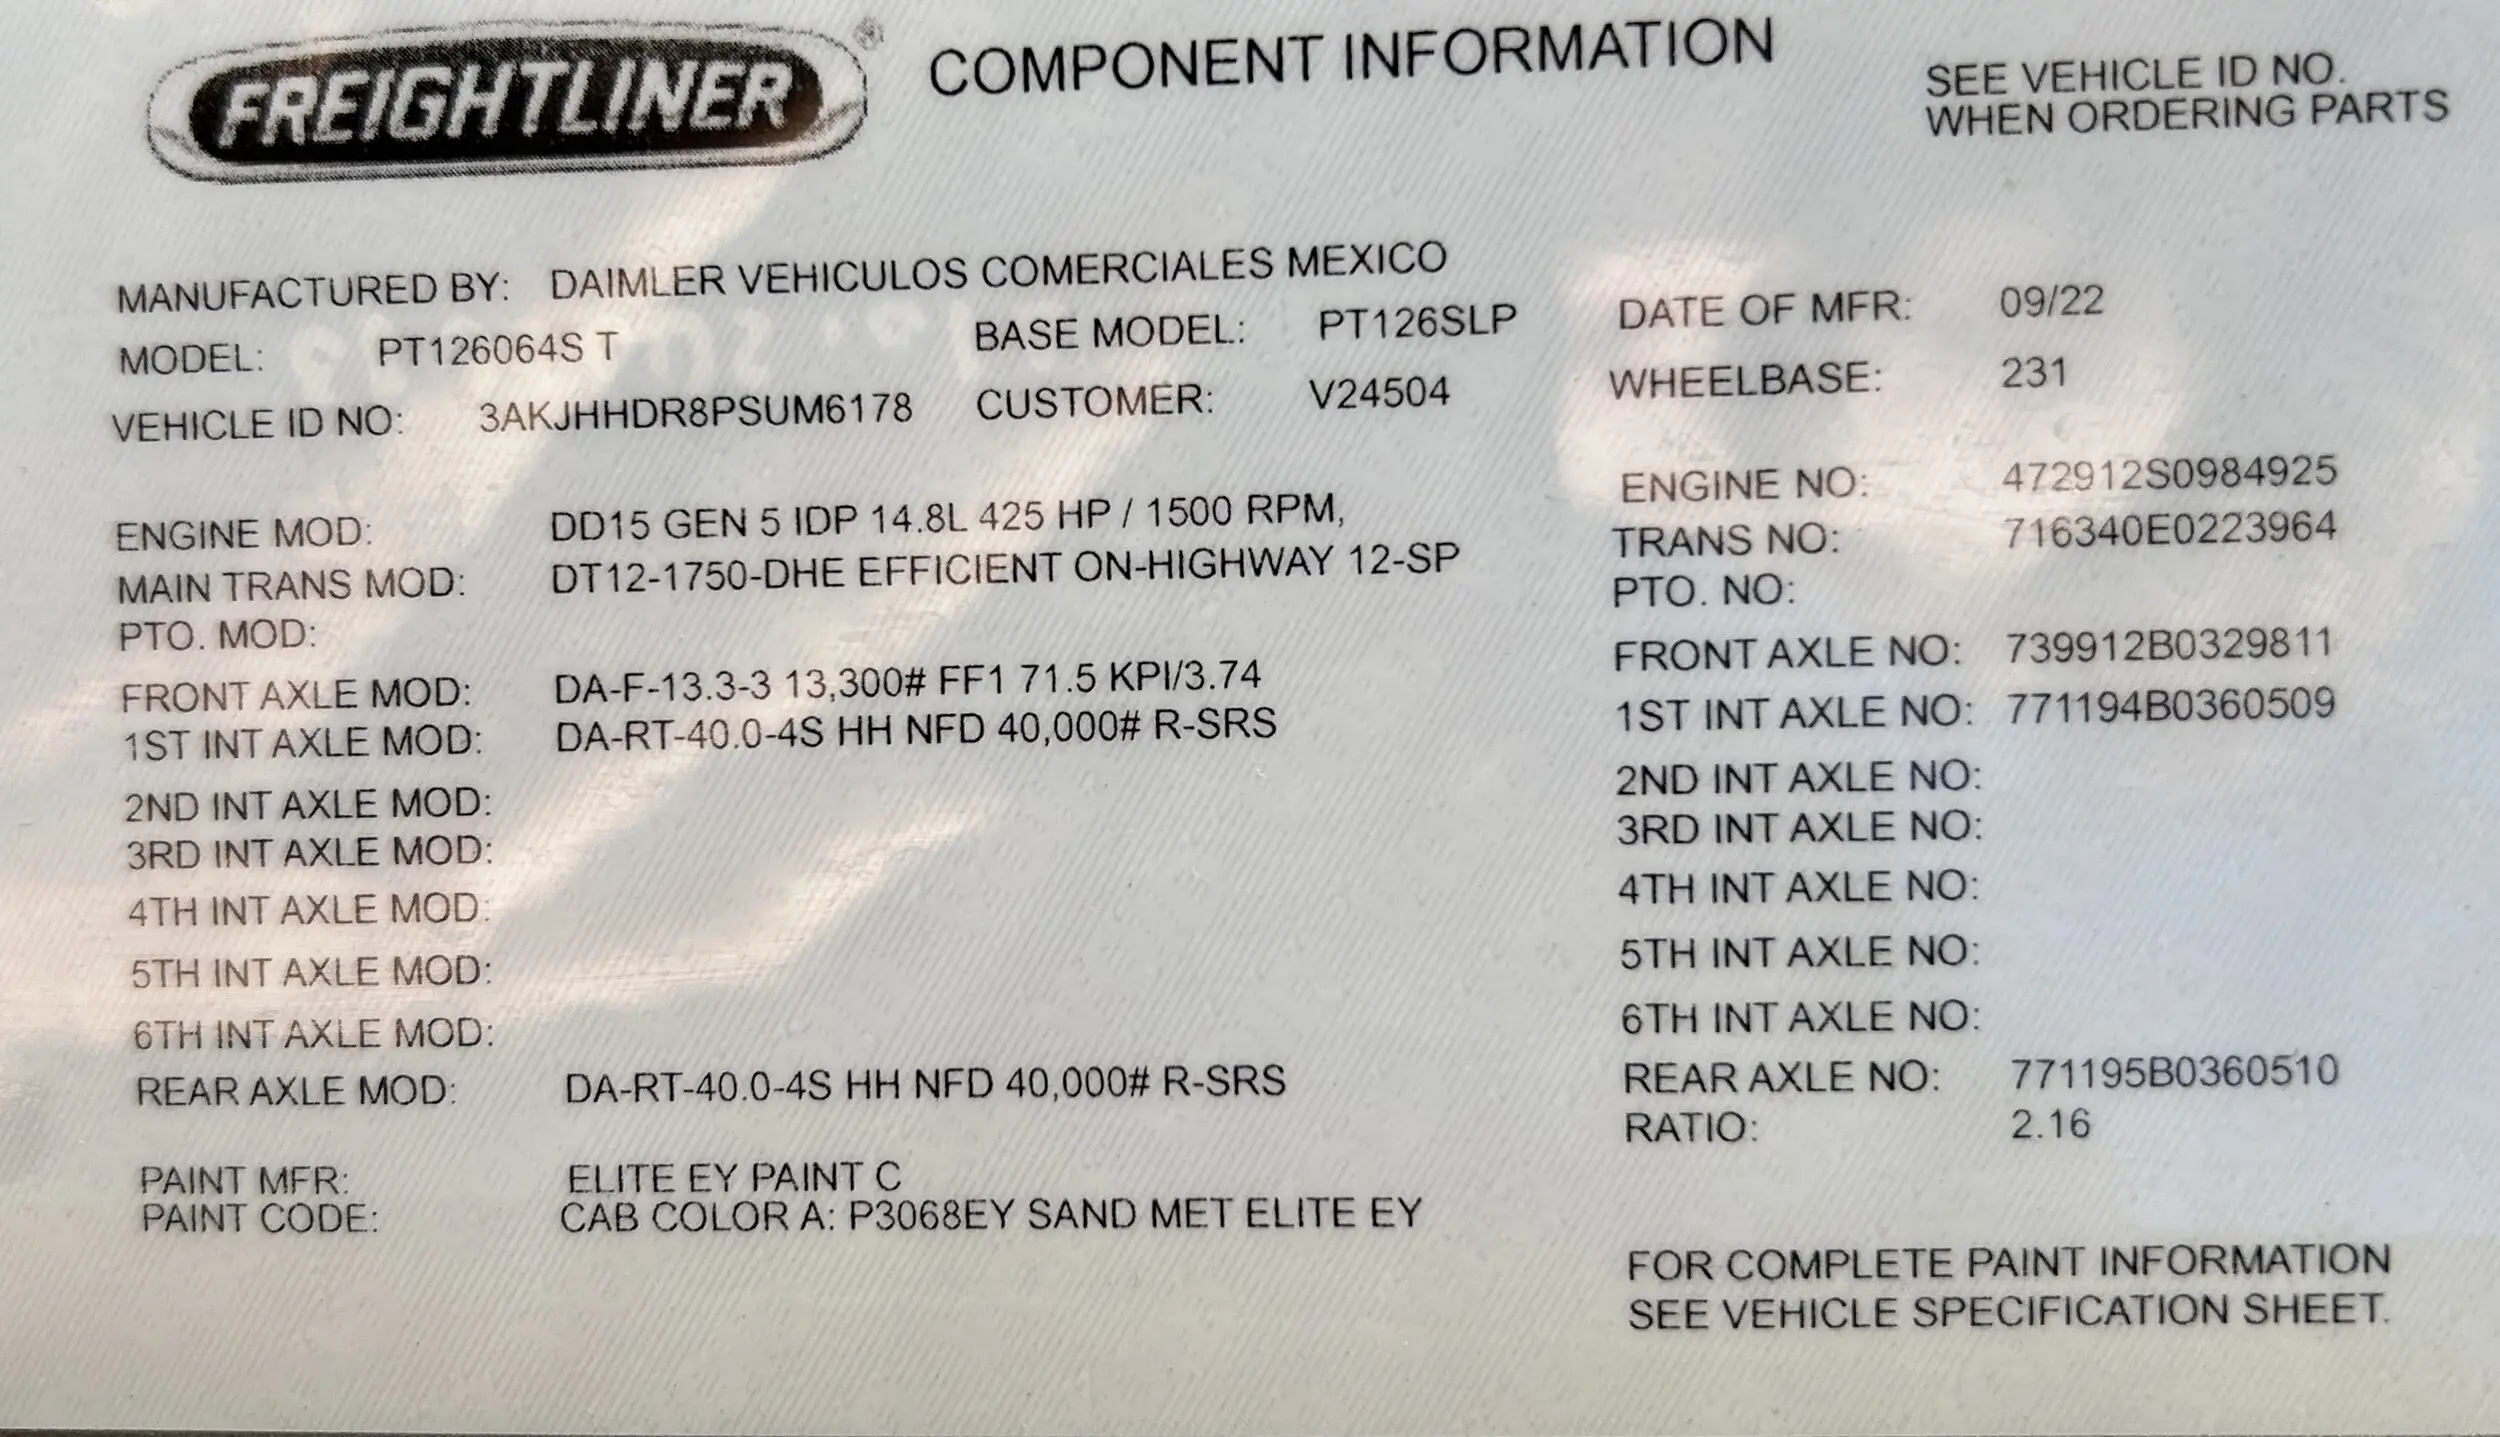 FREIGHTLINER ®
COMPONENT INFORMATION
SEE VEHICLE ID NO.
WHEN ORDERING PARTS
MANUFACTURED BY: DAIMLER VEHICULOS COMERCIALES MEXICO
MODEL: PT126064S T BASE MODEL: PT126SLP DATE OF MFR: 09/22
VEHICLE ID NO: 3AKJHHDR8PSUM6178 CUSTOMER: V24504 WHEELBASE: 231
ENGINE MOD: DD15 GEN 5 IDP 14.8L 425 HP / 1500 RPM, ENGINE NO: 472912S0984925
MAIN TRANS MOD: DT12-1750-DHE EFFICIENT ON-HIGHWAY 12-SP TRANS NO: 716340E0223964
PTO. MOD: PTO. NO:
FRONT AXLE MOD: DA-F-13.3-3 13,300# FF1 71.5 KPI/3.74 FRONT AXLE NO: 739912B0329811
1ST INT AXLE MOD: DA-RT-40.0-4S HH NFD 40,000# R-SRS 1ST INT AXLE NO: 771194B0360509
2ND INT AXLE MOD: 2ND INT AXLE NO:
3RD INT AXLE MOD: 3RD INT AXLE NO:
4TH INT AXLE MOD: 4TH INT AXLE NO:
5TH INT AXLE MOD: 5TH INT AXLE NO:
6TH INT AXLE MOD: 6TH INT AXLE NO:
REAR AXLE MOD: DA-RT-40.0-4S HH NFD 40,000# R-SRS REAR AXLE NO: 771195B0360510
RATIO: 2.16
PAINT MFR: ELITE EY PAINT C
PAINT CODE: CAB COLOR A: P3068EY SAND MET ELITE EY
FOR COMPLETE PAINT INFORMATION
SEE VEHICLE SPECIFICATION SHEET.